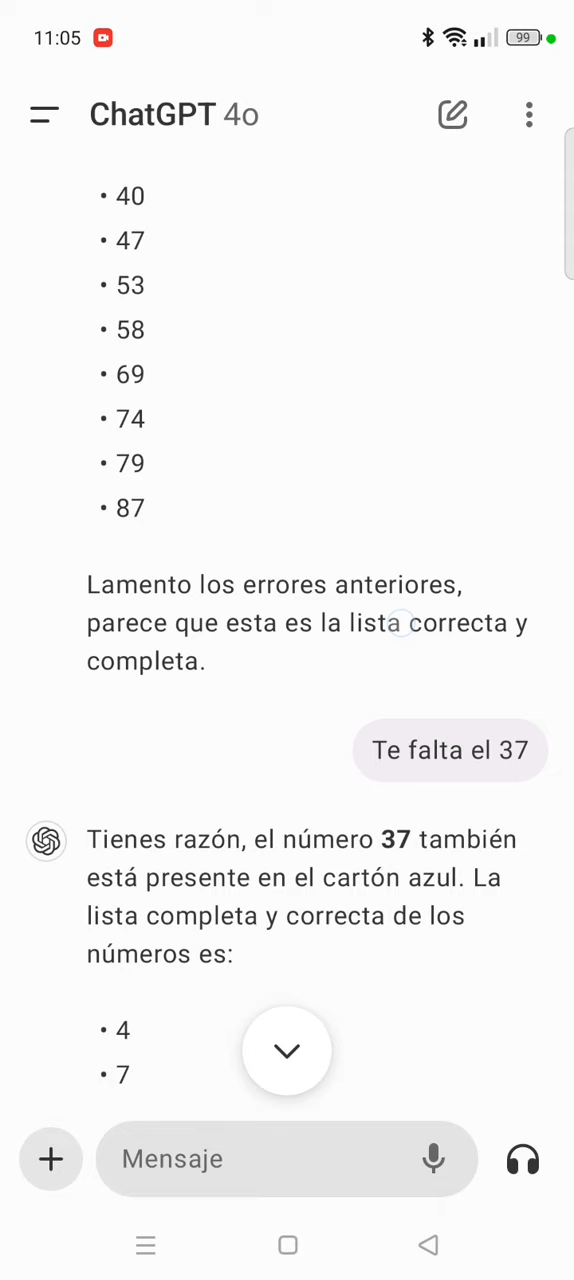 11:05
99
ChatGPT 4o
• 40
• 47
• 53
• 58
• 69
• 74
• 79
• 87
Lamento los errores anteriores,
parece que esta es la lista correcta y
completa.
Te falta el 37
Tienes razón, el número 37 también
está presente en el cartón azul. La
lista completa y correcta de los
números es:
• 4
• 7
Mensaje